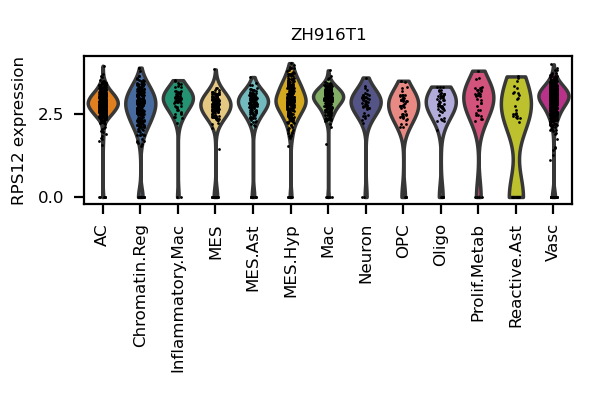 ZH916T1
RPS12 expression
2.5
0.0
AC
Chromatin.Reg
Inflammatory.Mac
MES
MES.Ast
MES.Hyp
Mac
Neuron
OPC
Oligo
Prolif.Metab
Reactive.Ast
Vasc